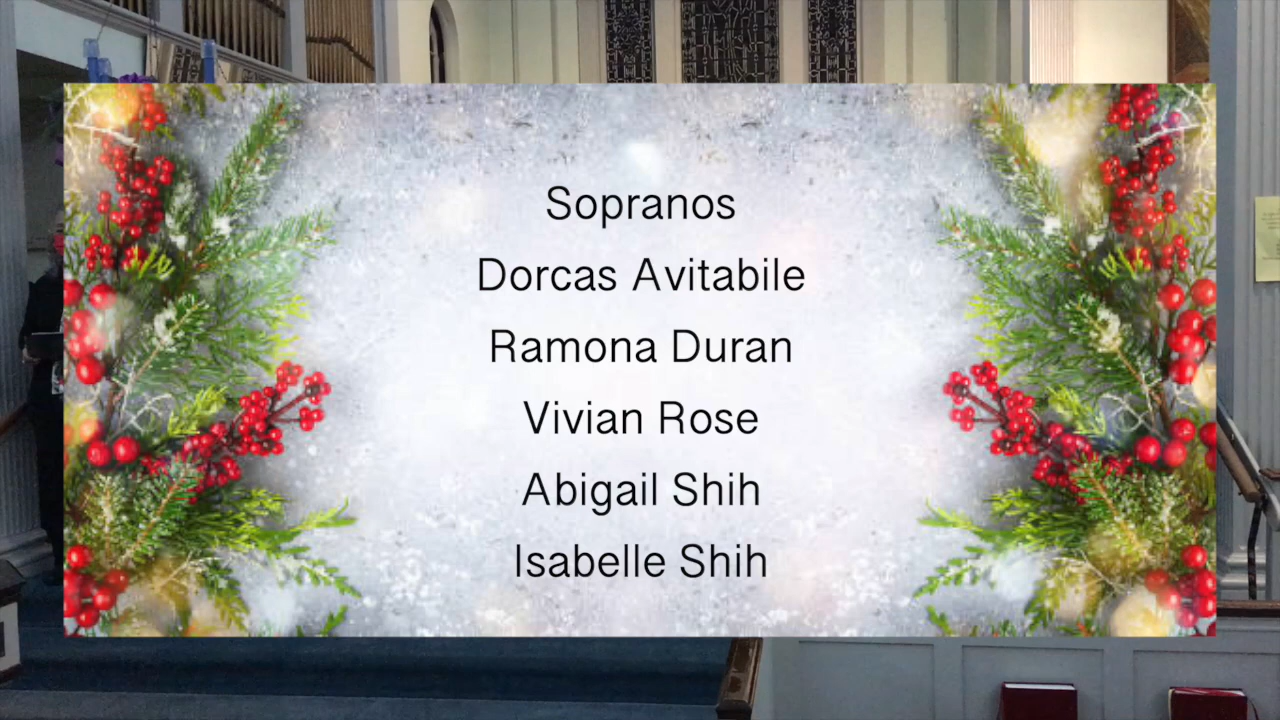 Sopranos
Dorcas Avitabile
Ramona Duran
Vivian Rose
Abigail Shih
Isabelle Shih